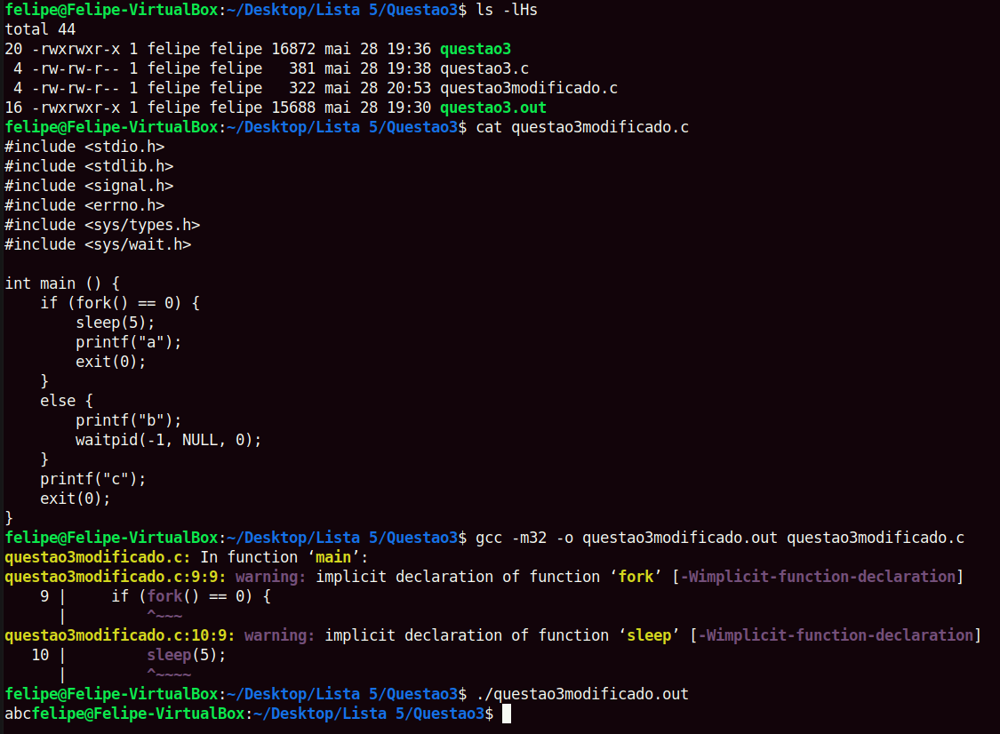 felipe@Felipe-VirtualBox:~/Desktop/Lista 5/Questao3$ ls -lHs
total 44
20 -rwxrwxr-x 1 felipe felipe 16872 mai 28 19:36 questao3
 4 -rw-rw-r-- 1 felipe felipe   381 mai 28 19:38 questao3.c
 4 -rw-rw-r-- 1 felipe felipe   322 mai 28 20:53 questao3modificado.c
16 -rwxrwxr-x 1 felipe felipe 15688 mai 28 19:30 questao3.out
felipe@Felipe-VirtualBox:~/Desktop/Lista 5/Questao3$ cat questao3modificado.c
#include <stdio.h>
#include <stdlib.h>
#include <signal.h>
#include <errno.h>
#include <sys/types.h>
#include <sys/wait.h>

int main () {
    if (fork() == 0) {
        sleep(5);
        printf("a");
        exit(0);
    }
    else {
        printf("b");
        waitpid(-1, NULL, 0);
    }
    printf("c");
    exit(0);
}
felipe@Felipe-VirtualBox:~/Desktop/Lista 5/Questao3$ gcc -m32 -o questao3modificado.out questao3modificado.c
questao3modificado.c: In function ‘main’:
questao3modificado.c:9:9: warning: implicit declaration of function ‘fork’ [-Wimplicit-function-declaration]
    9 |     if (fork() == 0) {
      |         ^~~~
questao3modificado.c:10:9: warning: implicit declaration of function ‘sleep’ [-Wimplicit-function-declaration]
   10 |         sleep(5);
      |         ^~~~~
felipe@Felipe-VirtualBox:~/Desktop/Lista 5/Questao3$ ./questao3modificado.out
abcfelipe@Felipe-VirtualBox:~/Desktop/Lista 5/Questao3$